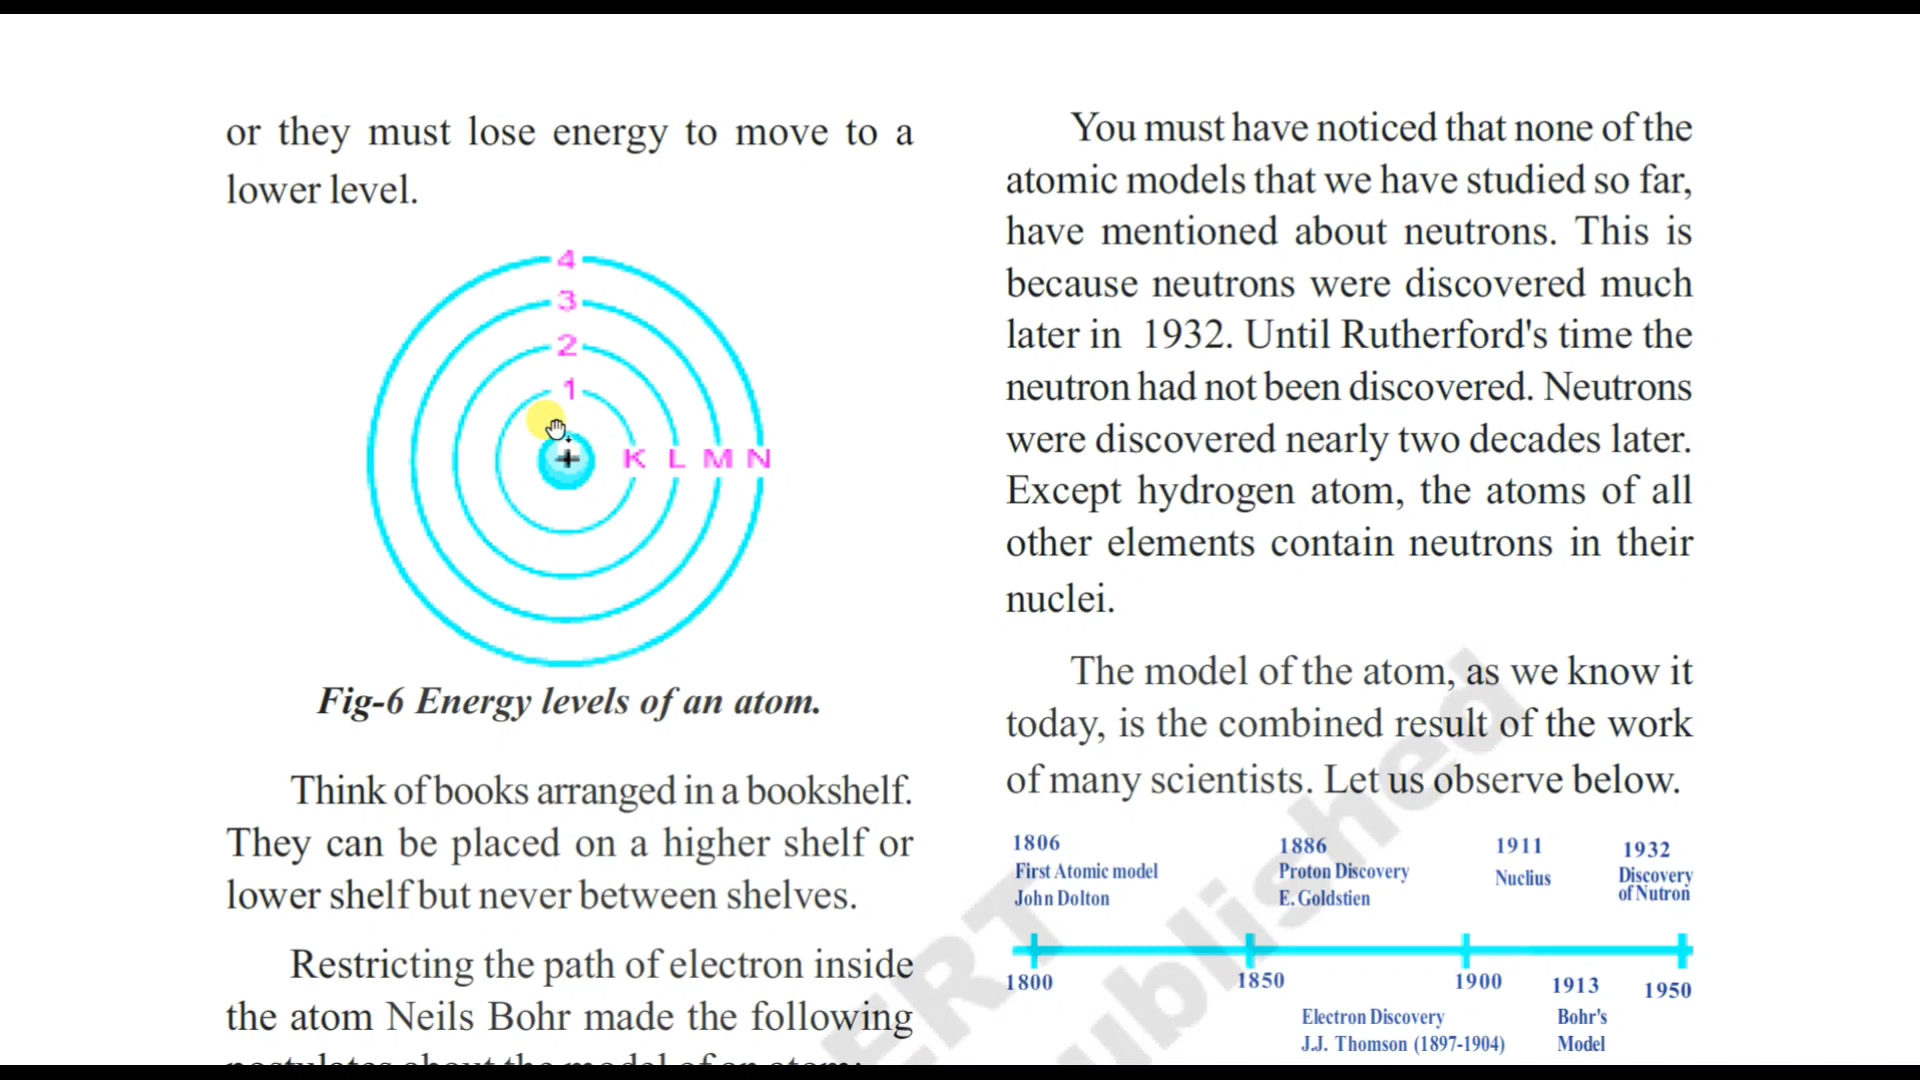 or they must lose energy to move to a
lower level.
4
3
2
1
+
K L M N
Fig-6 Energy levels of an atom.
Think of books arranged in a bookshelf.
They can be placed on a higher shelf or
lower shelf but never between shelves.
Restricting the path of electron inside
the atom Neils Bohr made the following
postulates about the model of an atom:
You must have noticed that none of the
atomic models that we have studied so far,
have mentioned about neutrons. This is
because neutrons were discovered much
later in 1932. Until Rutherford's time the
neutron had not been discovered. Neutrons
were discovered nearly two decades later.
Except hydrogen atom, the atoms of all
other elements contain neutrons in their
nuclei.
The model of the atom, as we know it
today, is the combined result of the work
of many scientists. Let us observe below.
1806 1886 1911 1932
First Atomic model Proton Discovery Nuclius Discovery
John Dolton E. Goldstien of Nutron
1800 1850 1900 1913 1950
Electron Discovery Bohr's
J.J. Thomson (1897-1904) Model